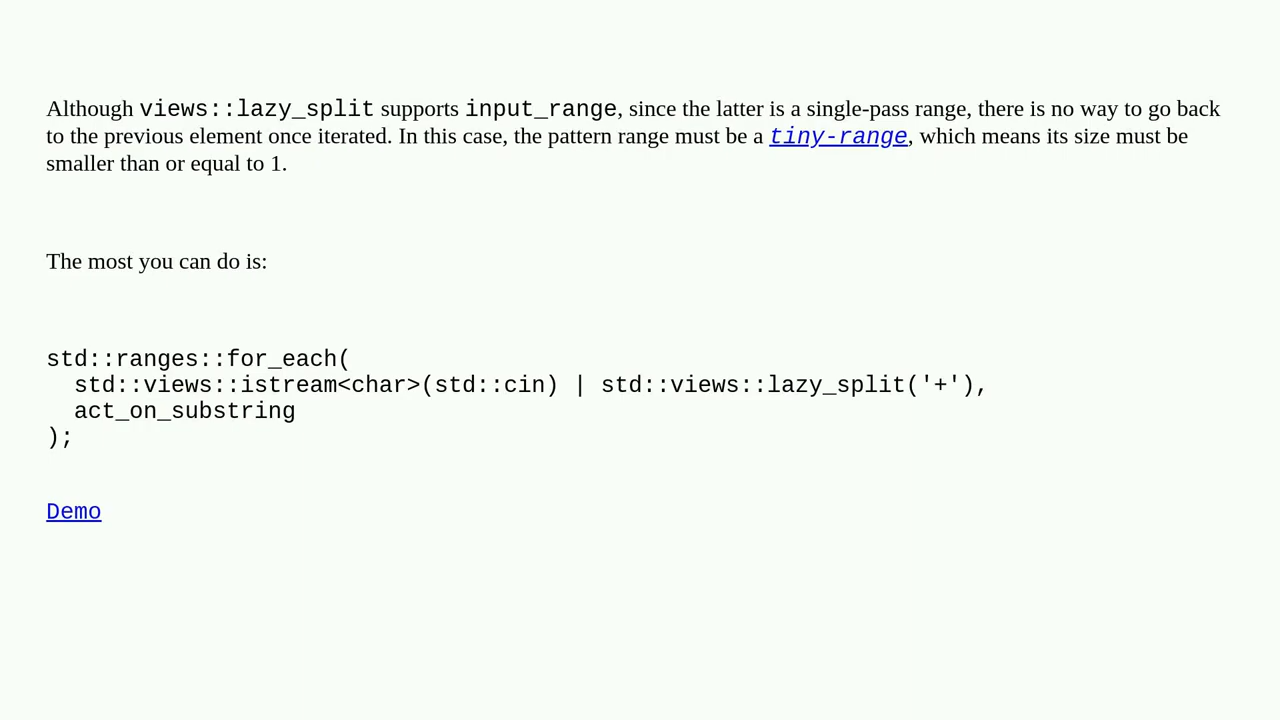 Although views::lazy_split supports input_range, since the latter is a single-pass range, there is no way to go back
to the previous element once iterated. In this case, the pattern range must be a tiny-range, which means its size must be
smaller than or equal to 1.
The most you can do is:
std::ranges::for_each(
  std::views::istream<char>(std::cin) | std::views::lazy_split('+'),
  act_on_substring
);
Demo